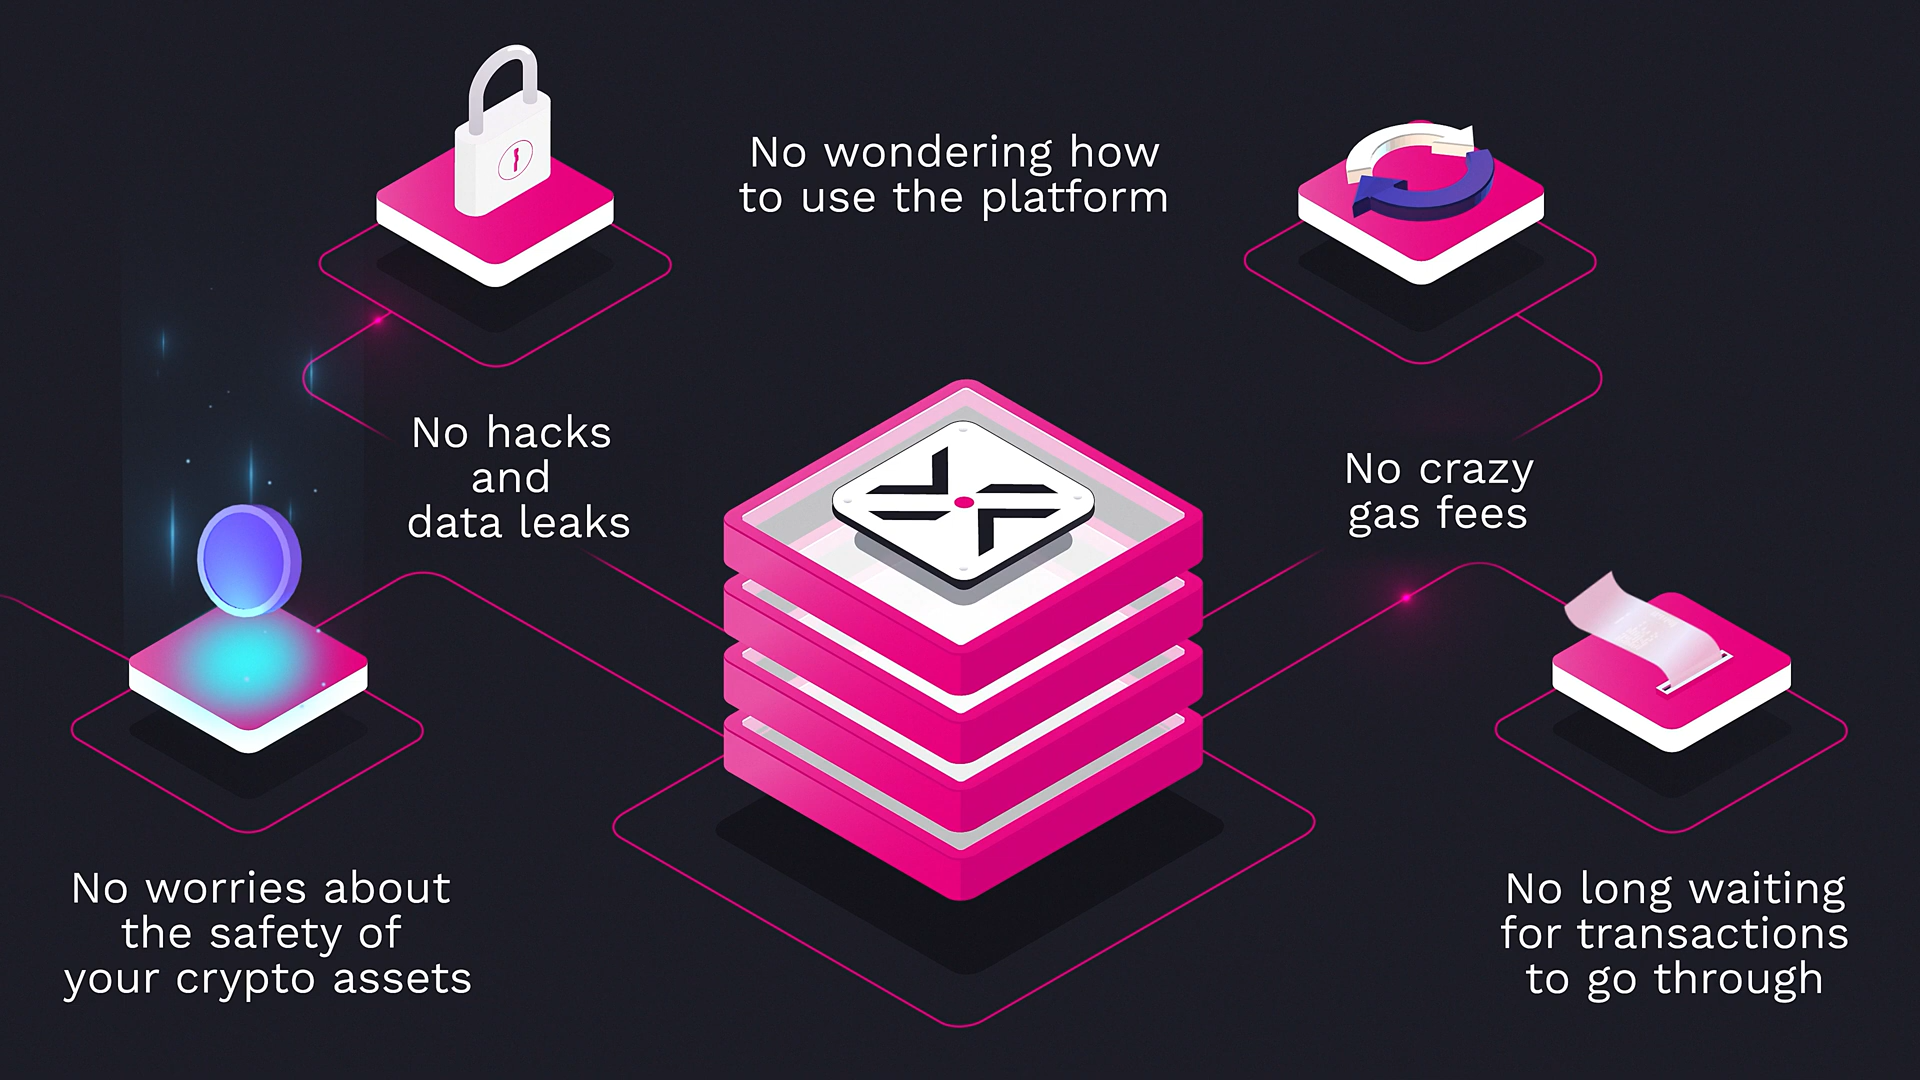 No wondering how
to use the platform
No hacks
and
data leaks
No crazy
gas fees
No worries about
the safety of
your crypto assets
No long waiting
for transactions
to go through